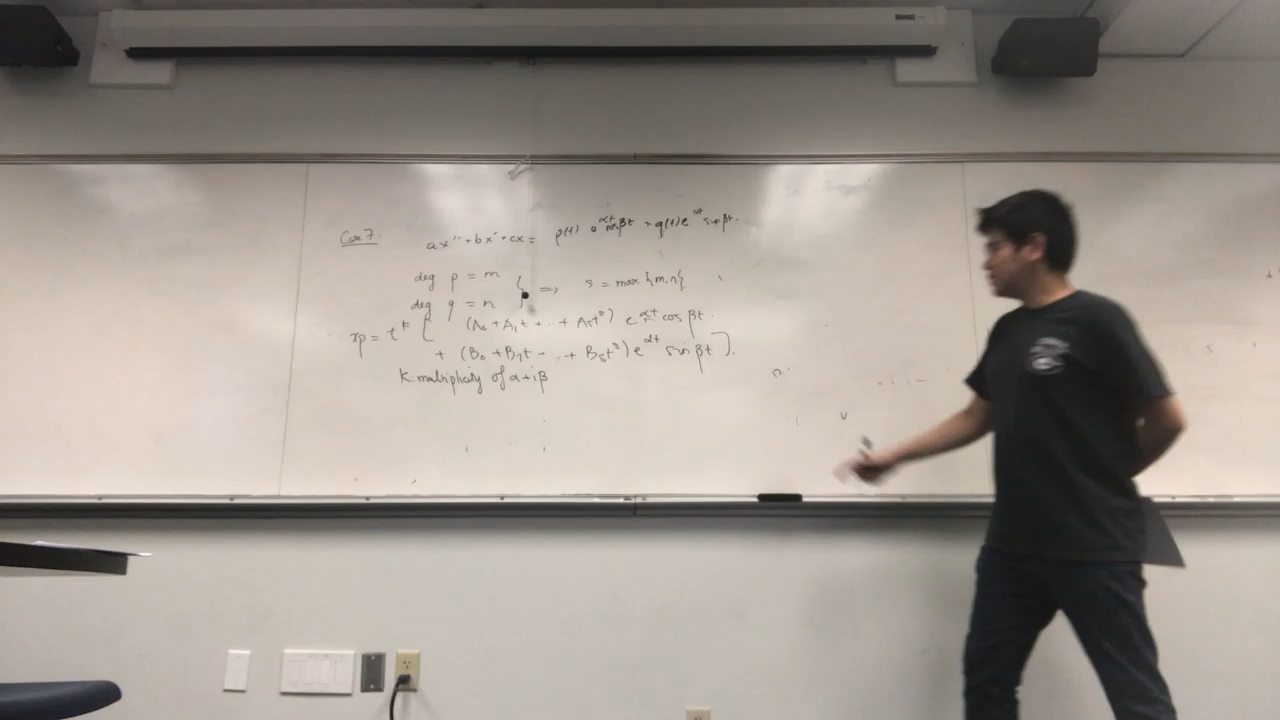 Case 7.
ax'' + bx' + cx = p(t) e^{αt} cos βt + q(t) e^{αt} sin βt.
deg p = m
deg q = n } ⟹ s = max {m, n}.
xp = t^k [ (A₀ + A₁t + ... + Aₛt^s) e^{αt} cos βt
+ (B₀ + B₁t + ... + Bₛt^s) e^{αt} sin βt ].
K: multiplicity of α + iβ